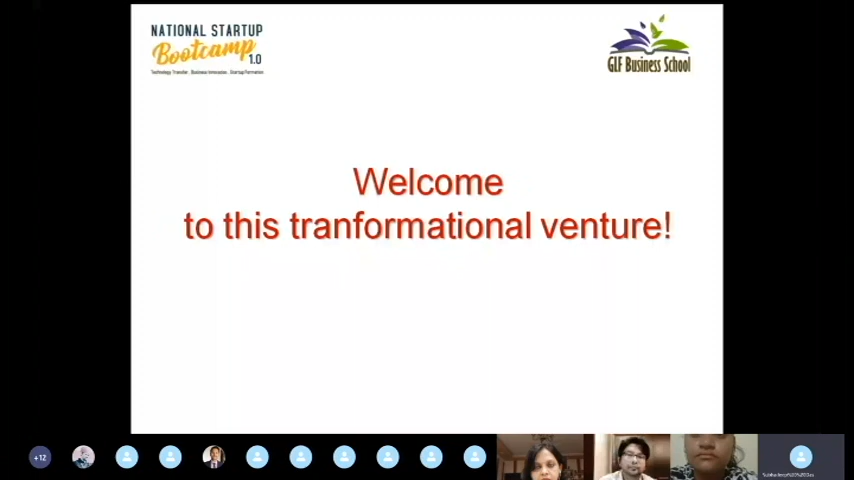 NATIONAL STARTUP
Bootcamp 1.0
Technology Transfer . Business Innovation . Startup Formation
GLF Business School
Welcome
to this tranformational venture!
+12